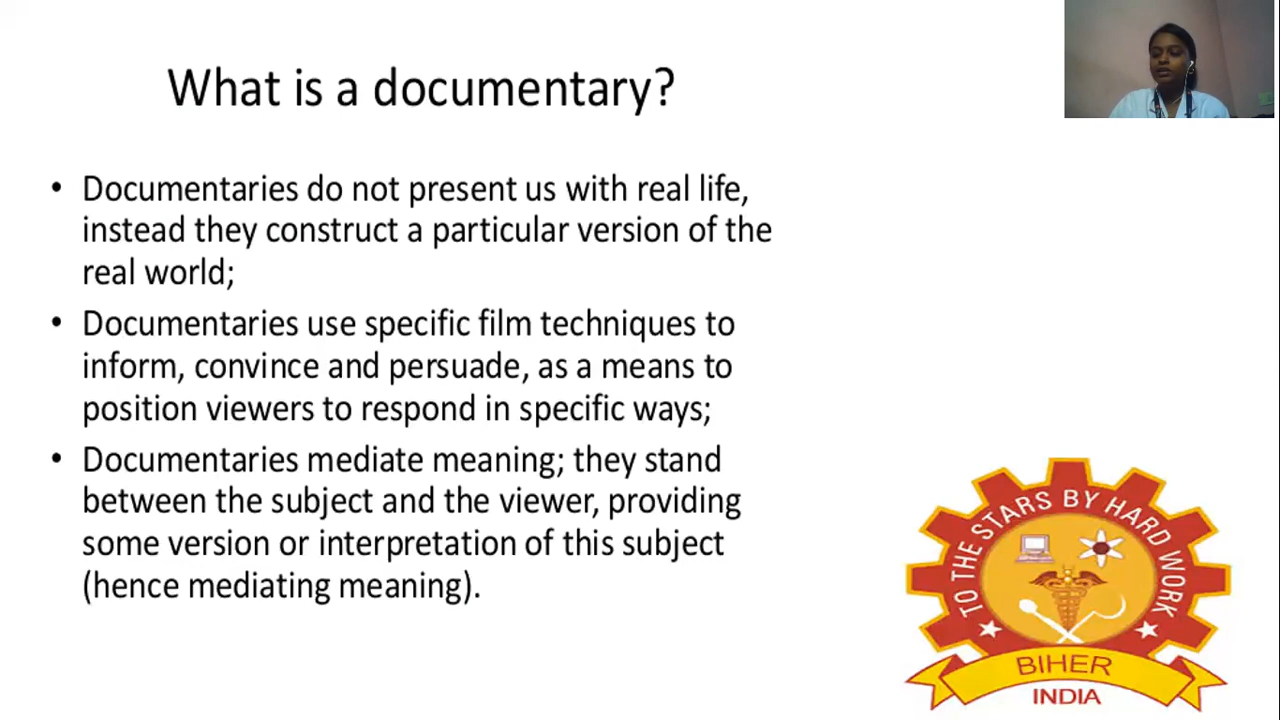 What is a documentary?
• Documentaries do not present us with real life,
instead they construct a particular version of the
real world;
• Documentaries use specific film techniques to
inform, convince and persuade, as a means to
position viewers to respond in specific ways;
• Documentaries mediate meaning; they stand
between the subject and the viewer, providing
some version or interpretation of this subject
(hence mediating meaning).
TO THE STARS BY HARD WORK
BIHER
INDIA